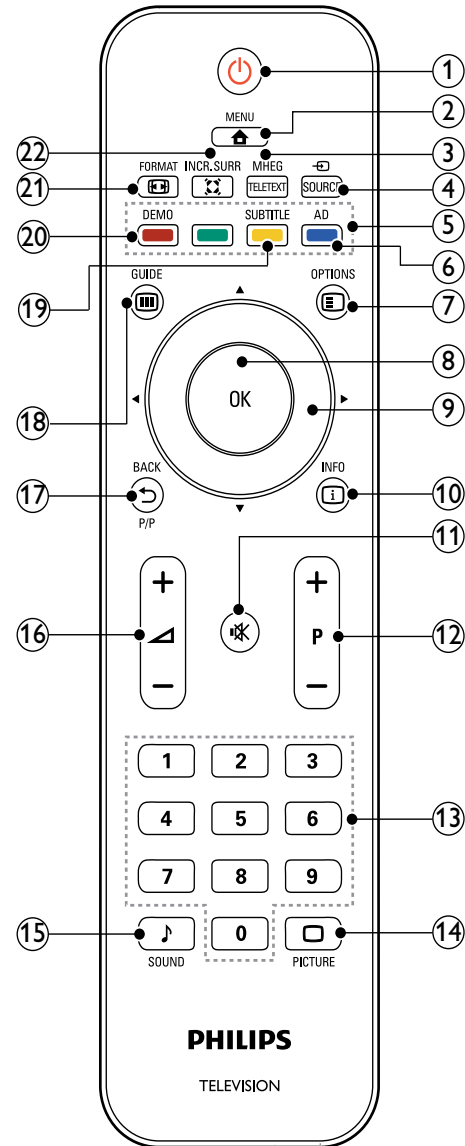 1
MENU
2
22
3
FORMAT INCR. SURR MHEG
4
21
TELETEXT SOURCE
DEMO SUBTITLE AD
5
20
6
19
GUIDE OPTIONS
7
8
OK
9
18
BACK INFO
17
10
P/P
11
+ +
16
P
12
− −
1 2 3
4 5 6
13
7 8 9
15
0
14
SOUND PICTURE
PHILIPS
TELEVISION